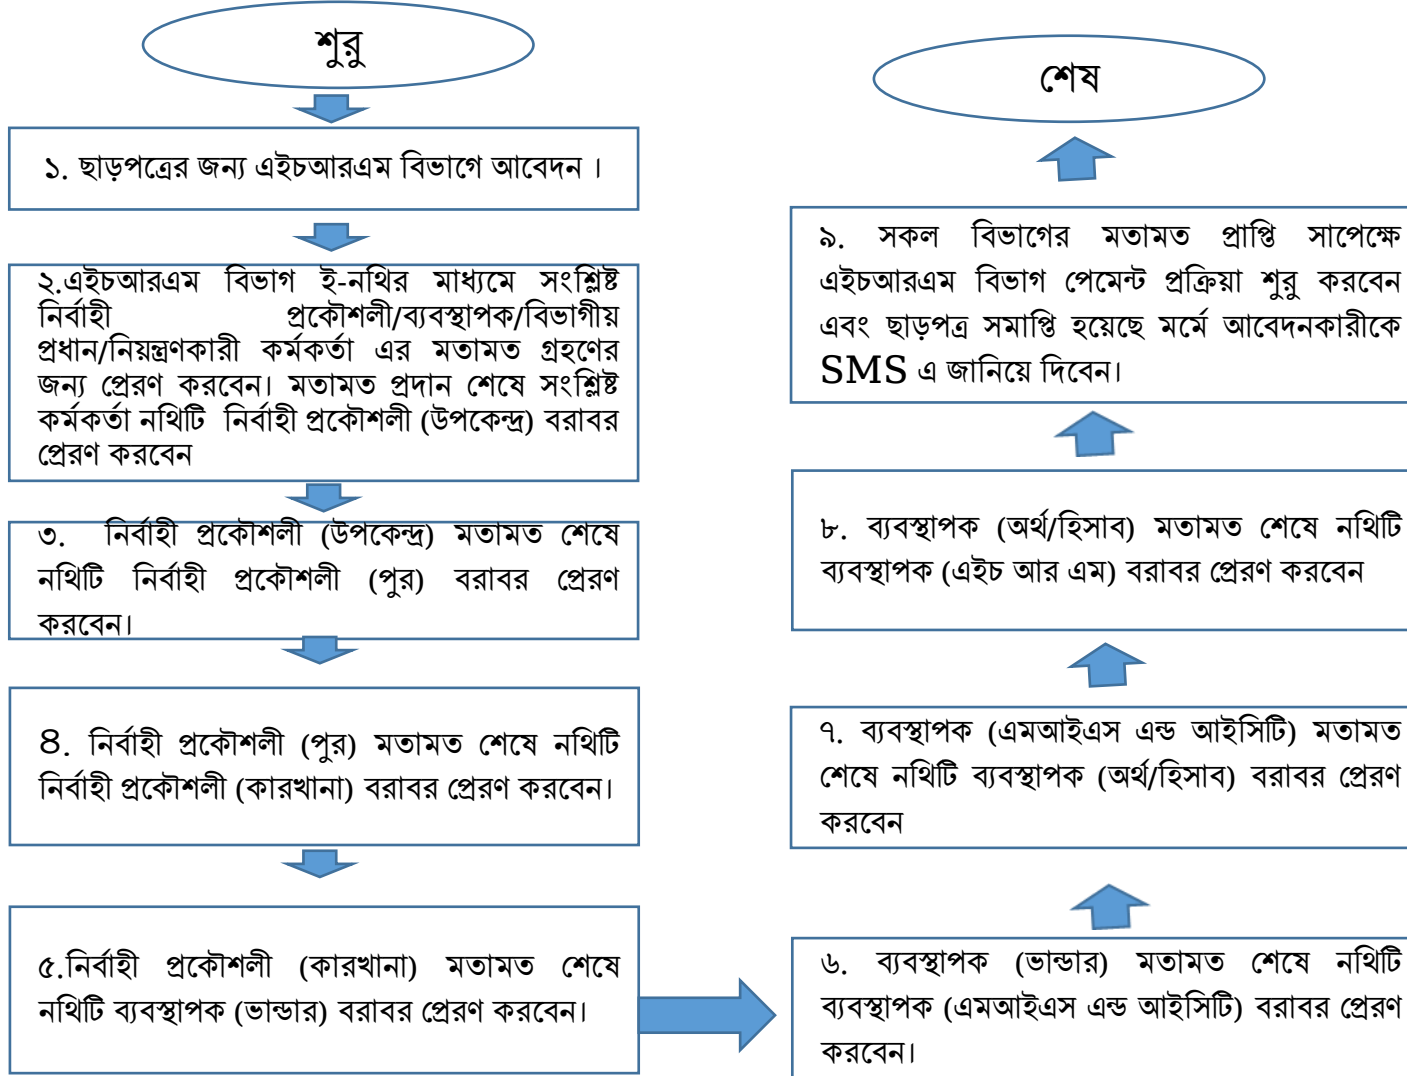 শুরু
১. ছাড়পত্রের জন্য এইচআরএম বিভাগে আবেদন ।
২.এইচআরএম বিভাগ ই-নথির মাধ্যমে সংশ্লিষ্ট
নির্বাহী প্রকৌশলী/ব্যবস্থাপক/বিভাগীয়
প্রধান/নিয়ন্ত্রণকারী কর্মকর্তা এর মতামত গ্রহণের
জন্য প্রেরণ করবেন। মতামত প্রদান শেষে সংশ্লিষ্ট
কর্মকর্তা নথিটি নির্বাহী প্রকৌশলী (উপকেন্দ্র) বরাবর
প্রেরণ করবেন
৩. নির্বাহী প্রকৌশলী (উপকেন্দ্র) মতামত শেষে
নথিটি নির্বাহী প্রকৌশলী (পুর) বরাবর প্রেরণ
করবেন।
8. নির্বাহী প্রকৌশলী (পুর) মতামত শেষে নথিটি
নির্বাহী প্রকৌশলী (কারখানা) বরাবর প্রেরণ করবেন।
৫.নির্বাহী প্রকৌশলী (কারখানা) মতামত শেষে
নথিটি ব্যবস্থাপক (ভান্ডার) বরাবর প্রেরণ করবেন।
৬. ব্যবস্থাপক (ভান্ডার) মতামত শেষে নথিটি
ব্যবস্থাপক (এমআইএস এন্ড আইসিটি) বরাবর প্রেরণ
করবেন।
৭. ব্যবস্থাপক (এমআইএস এন্ড আইসিটি) মতামত
শেষে নথিটি ব্যবস্থাপক (অর্থ/হিসাব) বরাবর প্রেরণ
করবেন
৮. ব্যবস্থাপক (অর্থ/হিসাব) মতামত শেষে নথিটি
ব্যবস্থাপক (এইচ আর এম) বরাবর প্রেরণ করবেন
৯. সকল বিভাগের মতামত প্রাপ্তি সাপেক্ষে
এইচআরএম বিভাগ পেমেন্ট প্রক্রিয়া শুরু করবেন
এবং ছাড়পত্র সমাপ্তি হয়েছে মর্মে আবেদনকারীকে
SMS এ জানিয়ে দিবেন।
শেষ